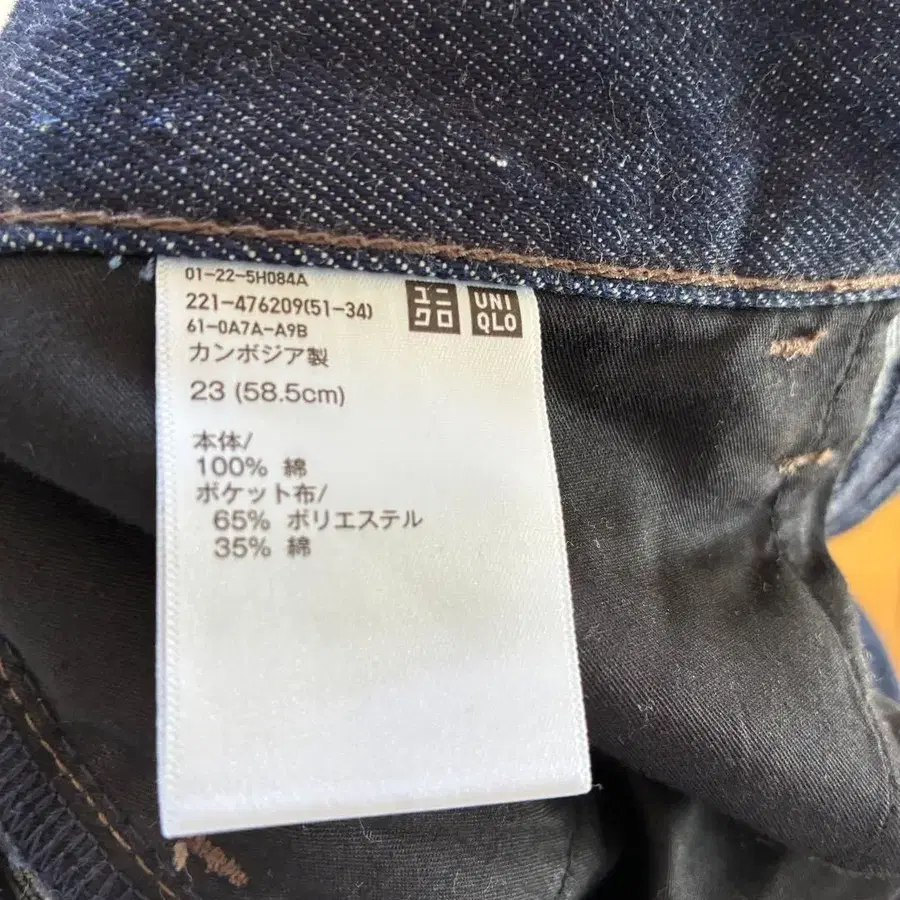 01-22-5H084A
221-476209(51-34)
61-0A7A-A9B
ユニ
クロ
UNI
QLO
カンボジア製
23 (58.5cm)
本体/
100% 綿
ポケット布/
65% ポリエステル
35% 綿